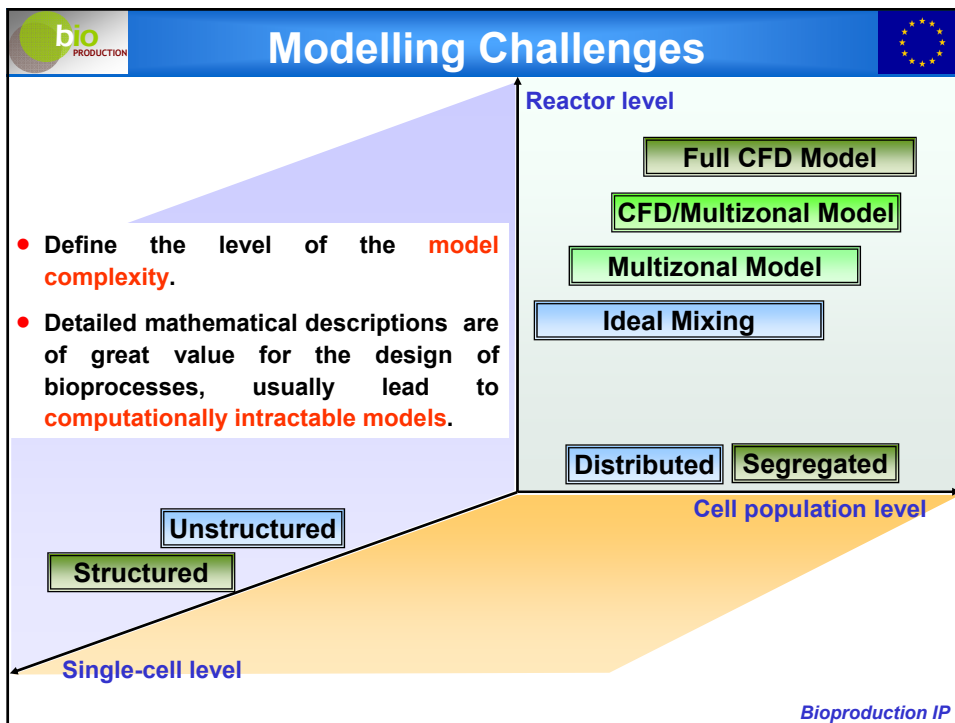 bio
PRODUCTION
Modelling Challenges
Reactor level
Full CFD Model
CFD/Multizonal Model
Multizonal Model
Ideal Mixing
• Define the level of the model
complexity.
• Detailed mathematical descriptions are
of great value for the design of
bioprocesses, usually lead to
computationally intractable models.
Distributed
Segregated
Cell population level
Unstructured
Structured
Single-cell level
Bioproduction IP